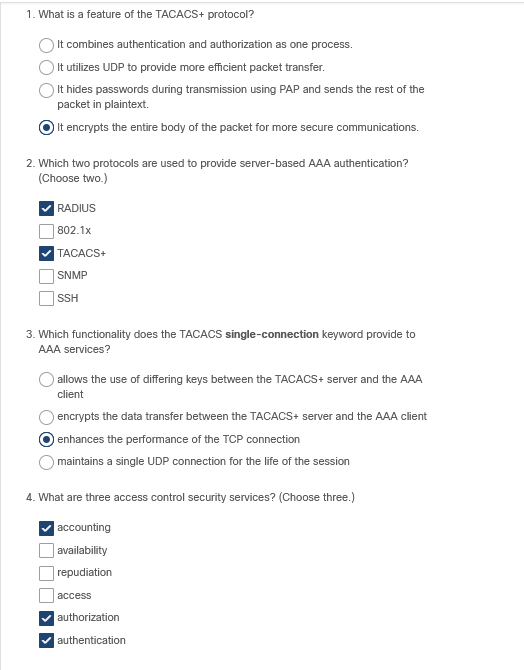 1. What is a feature of the TACACS+ protocol?
It combines authentication and authorization as one process.
It utilizes UDP to provide more efficient packet transfer.
It hides passwords during transmission using PAP and sends the rest of the
packet in plaintext.
It encrypts the entire body of the packet for more secure communications.
2. Which two protocols are used to provide server-based AAA authentication?
(Choose two.)
RADIUS
802.1x
TACACS+
SNMP
SSH
3. Which functionality does the TACACS single-connection keyword provide to
AAA services?
allows the use of differing keys between the TACACS+ server and the AAA
client
encrypts the data transfer between the TACACS+ server and the AAA client
enhances the performance of the TCP connection
maintains a single UDP connection for the life of the session
4. What are three access control security services? (Choose three.)
accounting
availability
repudiation
access
authorization
authentication